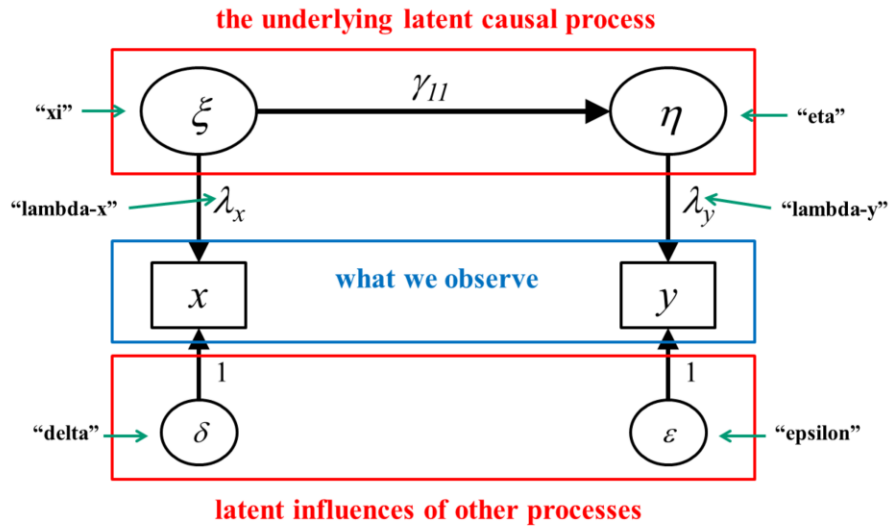 the underlying latent causal process
“xi”
ξ
γ11
η
“eta”
“lambda-x”
λx
λy
“lambda-y”
x
what we observe
y
1
1
“delta”
δ
ε
“epsilon”
latent influences of other processes